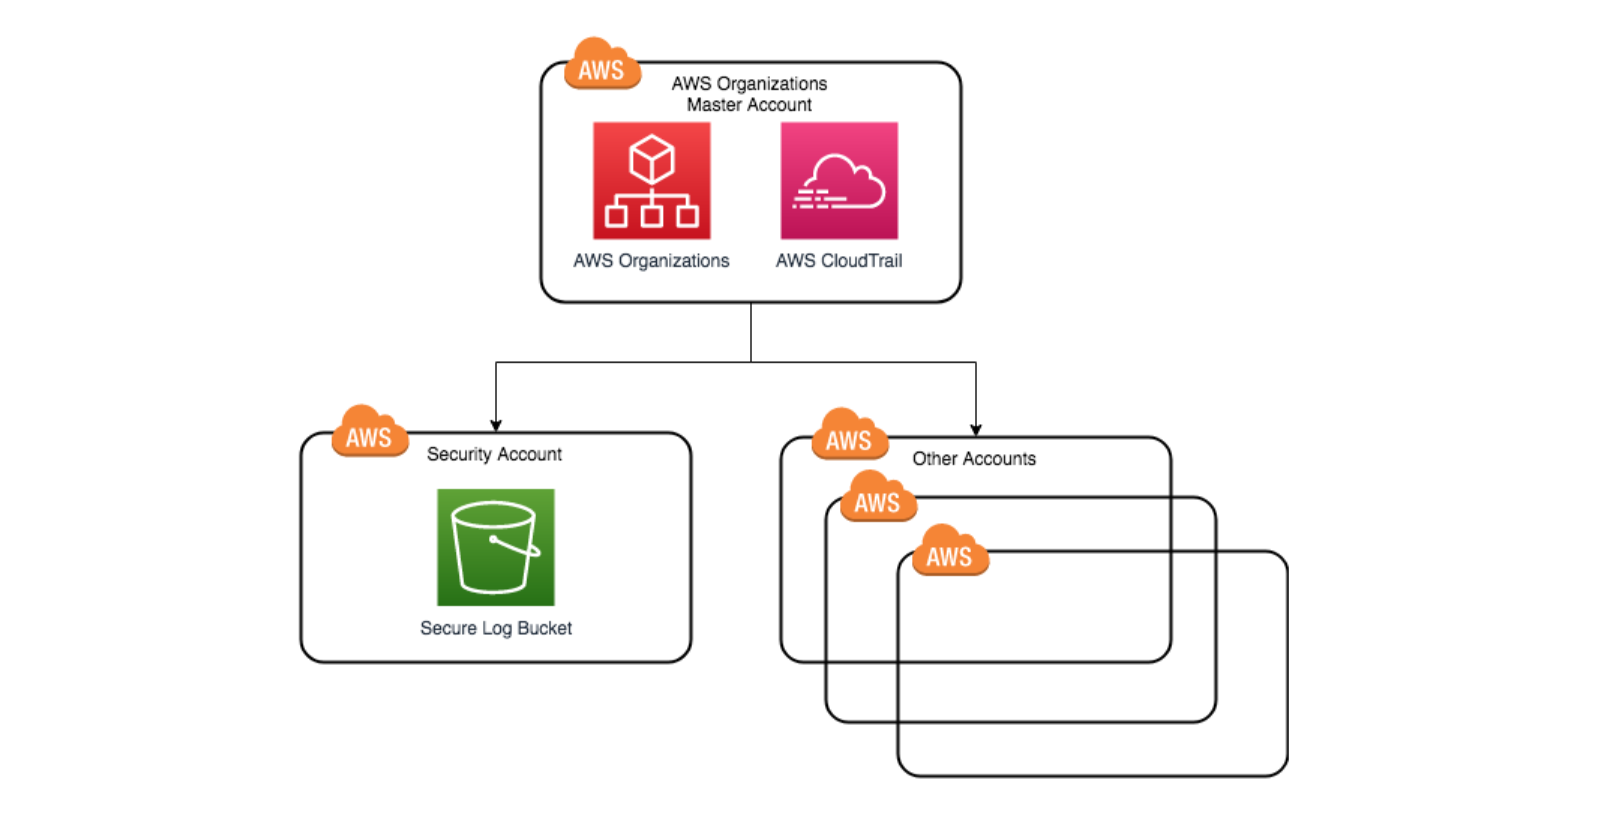 AWS
AWS Organizations
Master Account
AWS Organizations
AWS CloudTrail
AWS
Security Account
Secure Log Bucket
AWS
Other Accounts
AWS
AWS